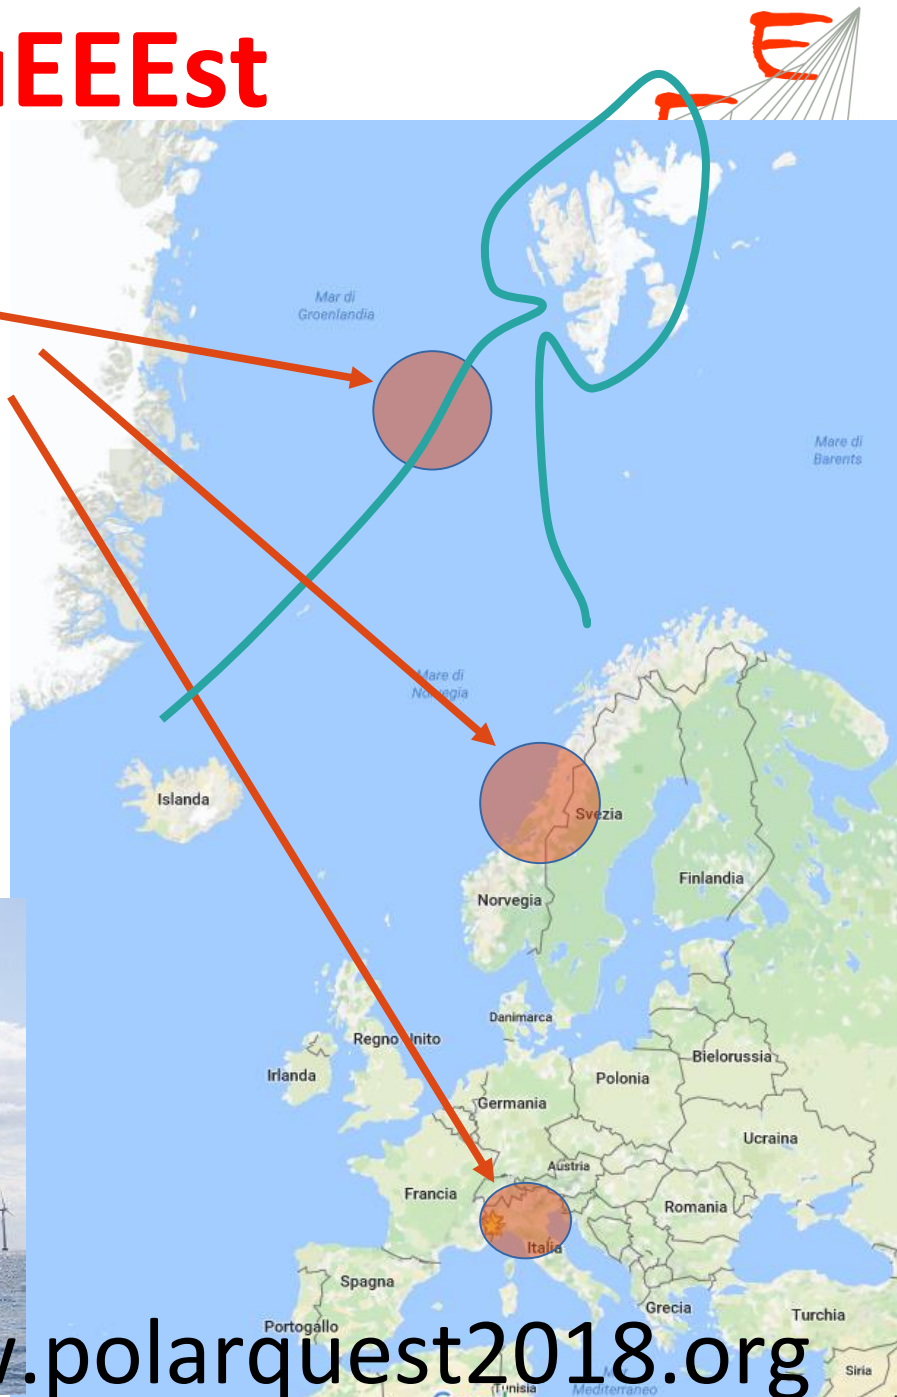 EEEst
E
E
Mar di
Groenlandia
Mare di
Barents
Mare di
Norvegia
Islanda
Svezia
Finlandia
Norvegia
Danimarca
Regno Unito
Irlanda
Bielorussia
Polonia
Germania
Ucraina
Austria
Francia
Romania
Italia
Spagna
Grecia
Portogallo
Turchia
.polarquest2018.org
Siria
Tunisia
Mediterraneo